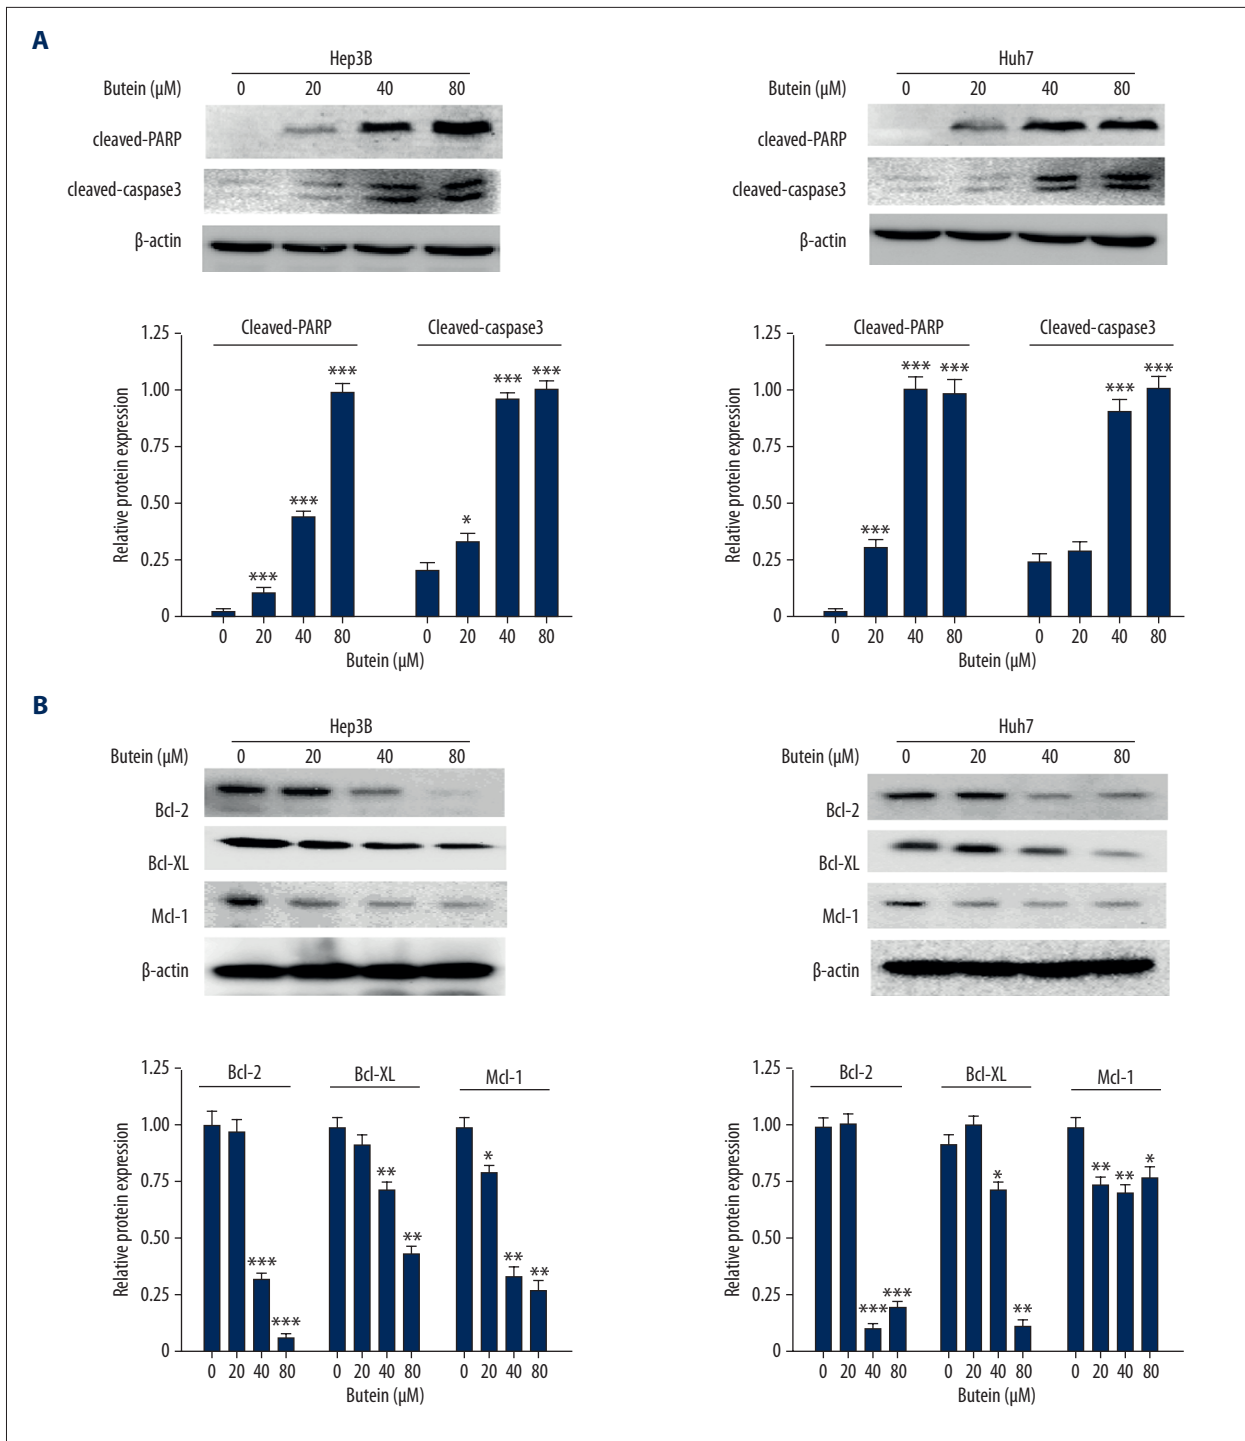 A
Hep3B
Butein (µM) 0 20 40 80
cleaved-PARP
cleaved-caspase3
β-actin
Huh7
Butein (µM) 0 20 40 80
cleaved-PARP
cleaved-caspase3
β-actin
Cleaved-PARP Cleaved-caspase3
Relative protein expression
1.25
1.00
0.75
0.50
0.25
0
*** *** *** * *** ***
0 20 40 80 0 20 40 80
Butein (µM)
Cleaved-PARP Cleaved-caspase3
Relative protein expression
1.25
1.00
0.75
0.50
0.25
0
*** *** *** *** ***
0 20 40 80 0 20 40 80
Butein (µM)
B
Hep3B
Butein (µM) 0 20 40 80
Bcl-2
Bcl-XL
Mcl-1
β-actin
Huh7
Butein (µM) 0 20 40 80
Bcl-2
Bcl-XL
Mcl-1
β-actin
Bcl-2 Bcl-XL Mcl-1
Relative protein expression
1.25
1.00
0.75
0.50
0.25
0
*** *** ** ** * ** **
0 20 40 80 0 20 40 80 0 20 40 80
Butein (µM)
Bcl-2 Bcl-XL Mcl-1
Relative protein expression
1.25
1.00
0.75
0.50
0.25
0
*** *** * ** ** ** *
0 20 40 80 0 20 40 80 0 20 40 80
Butein (µM)